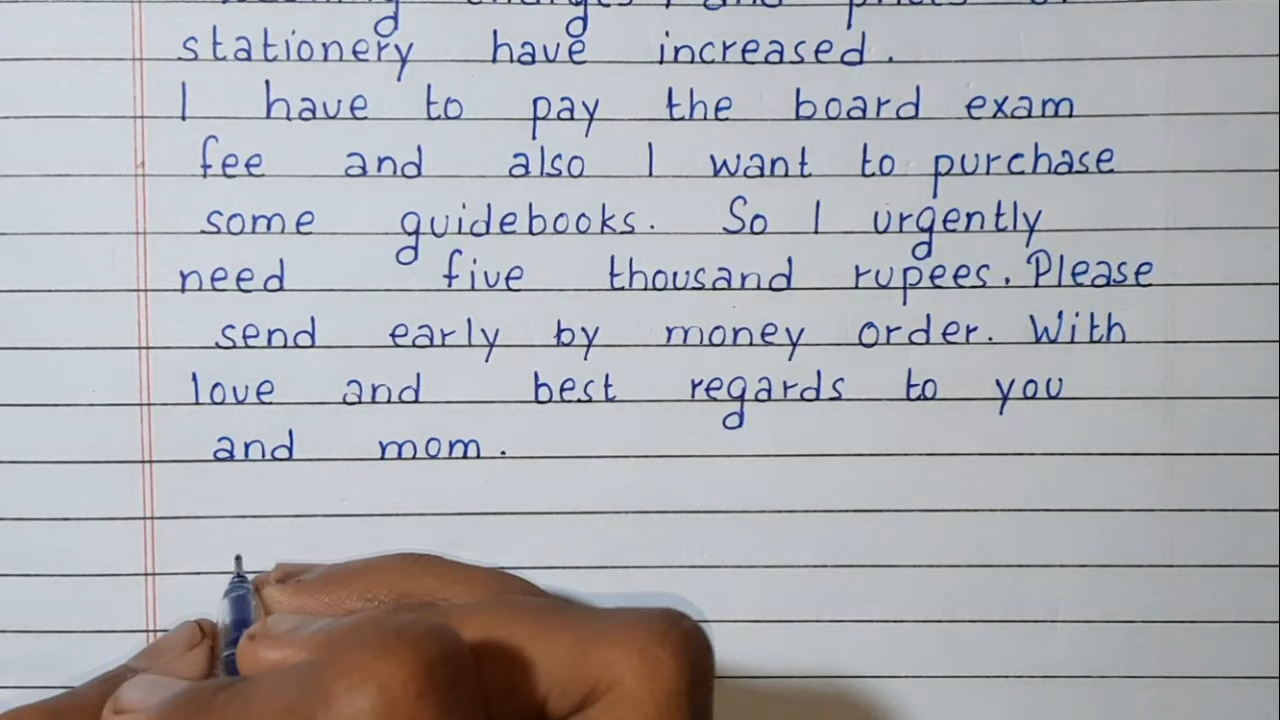 stationery have increased.
I have to pay the board exam
fee and also I want to purchase
some guidebooks. So I urgently
need five thousand rupees. Please
send early by money order. With
love and best regards to you
and mom.